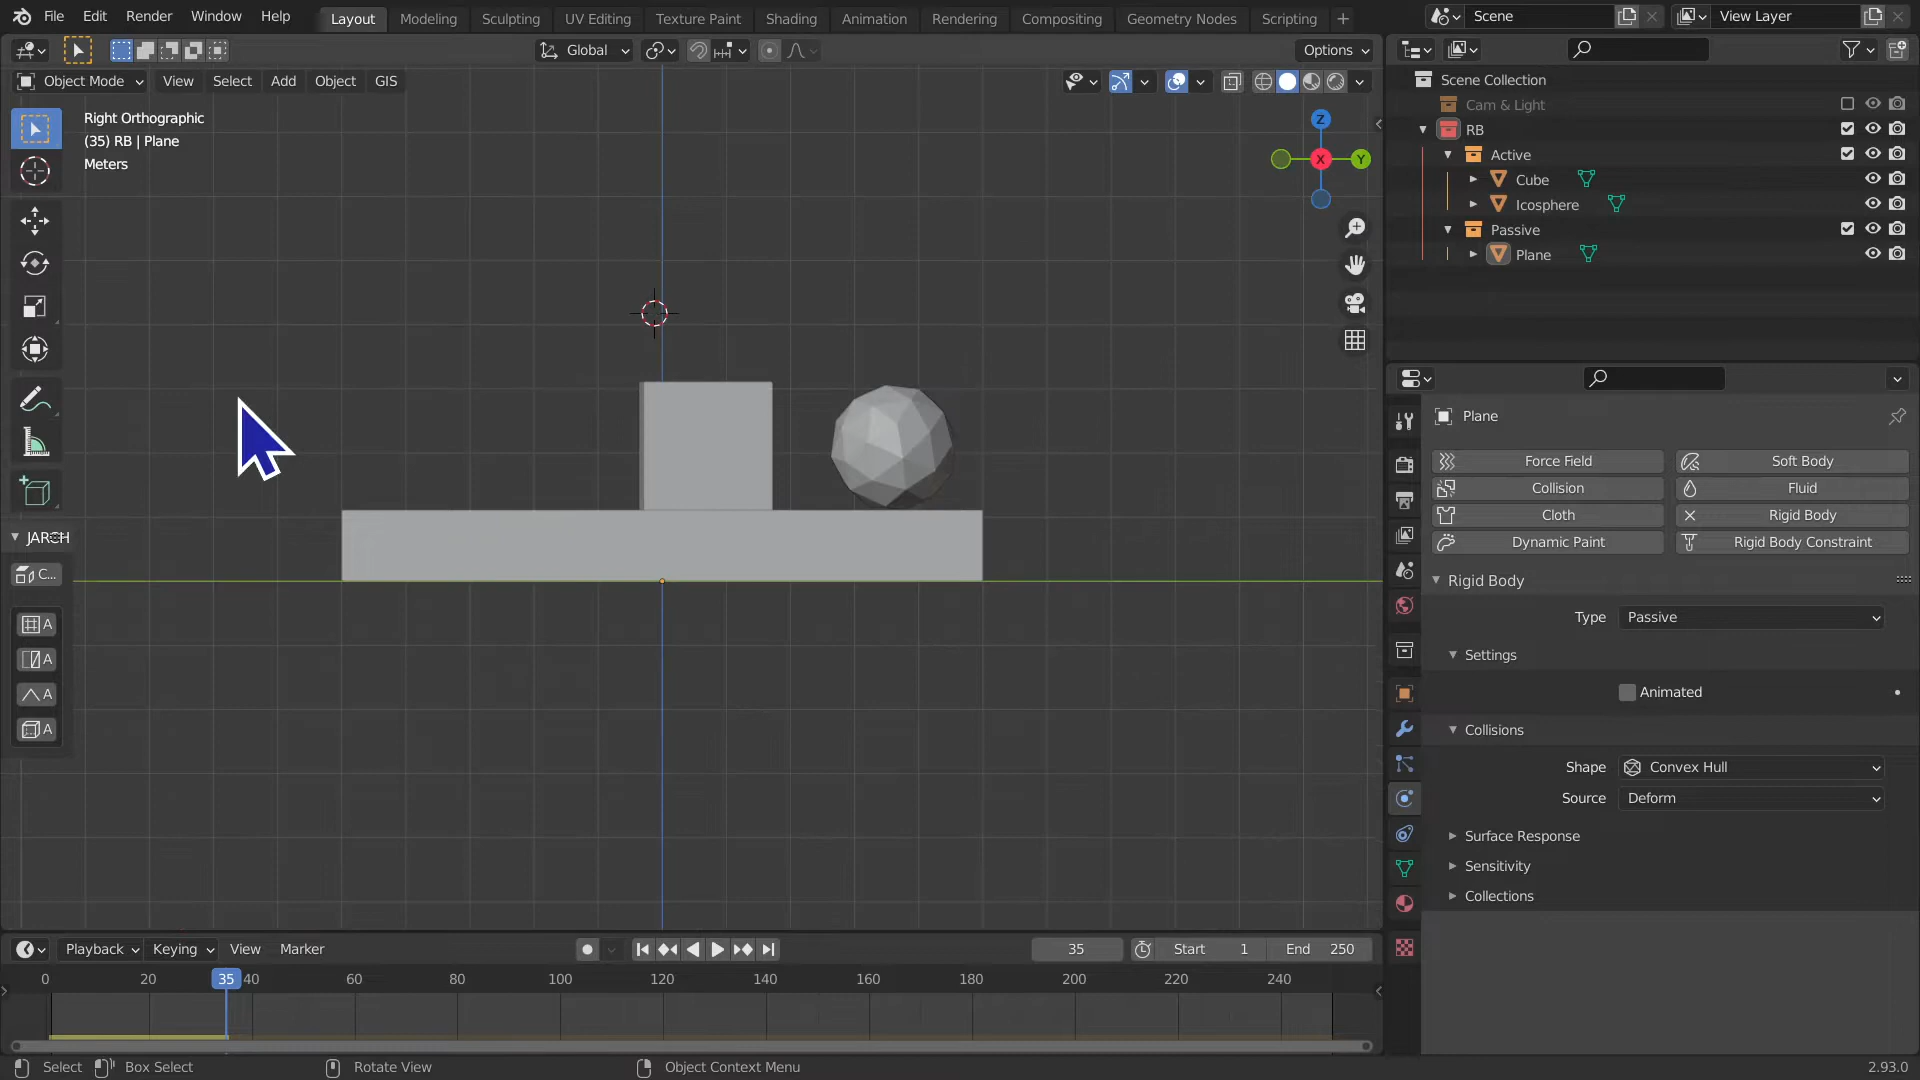 File Edit Render Window Help Layout Modeling Sculpting UV Editing Texture Paint Shading Animation Rendering Compositing Geometry Nodes Scripting + Scene View Layer
Global Options
Object Mode View Select Add Object GIS
Right Orthographic
(35) RB | Plane
Meters
Z
X
Y
JARCH
C...
A
A
A
A
Scene Collection
Cam & Light
RB
Active
Cube
Icosphere
Passive
Plane
Plane
Force Field Soft Body
Collision Fluid
Cloth Rigid Body
Dynamic Paint Rigid Body Constraint
Rigid Body
Type Passive
Settings
Animated
Collisions
Shape Convex Hull
Source Deform
Surface Response
Sensitivity
Collections
Playback Keying View Marker 35 Start 1 End 250
0 20 35 40 60 80 100 120 140 160 180 200 220 240
Select Box Select Rotate View Object Context Menu 2.93.0